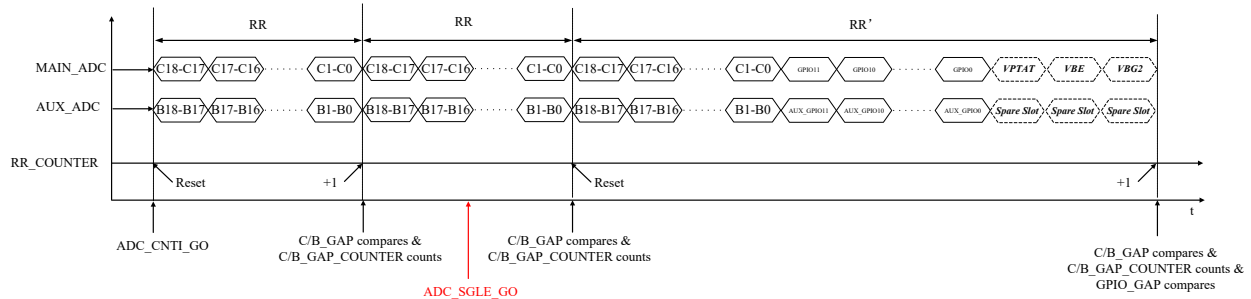 RR RR RR'
MAIN_ADC C18-C17 C17-C16 ······ C1-C0 C18-C17 C17-C16 ······ C1-C0 C18-C17 C17-C16 ······ C1-C0 GPIO11 GPIO10 ······ GPIO0 VPTAT VBE VBG2
AUX_ADC B18-B17 B17-B16 ······ B1-B0 B18-B17 B17-B16 ······ B1-B0 B18-B17 B17-B16 ······ B1-B0 AUX_GPIO11 AUX_GPIO10 ······ AUX_GPIO0 Spare Slot Spare Slot Spare Slot
RR_COUNTER
Reset +1 Reset +1
t
ADC_CNTI_GO
C/B_GAP compares &
C/B_GAP_COUNTER counts
ADC_SGLE_GO
C/B_GAP compares &
C/B_GAP_COUNTER counts
C/B_GAP compares &
C/B_GAP_COUNTER counts &
GPIO_GAP compares